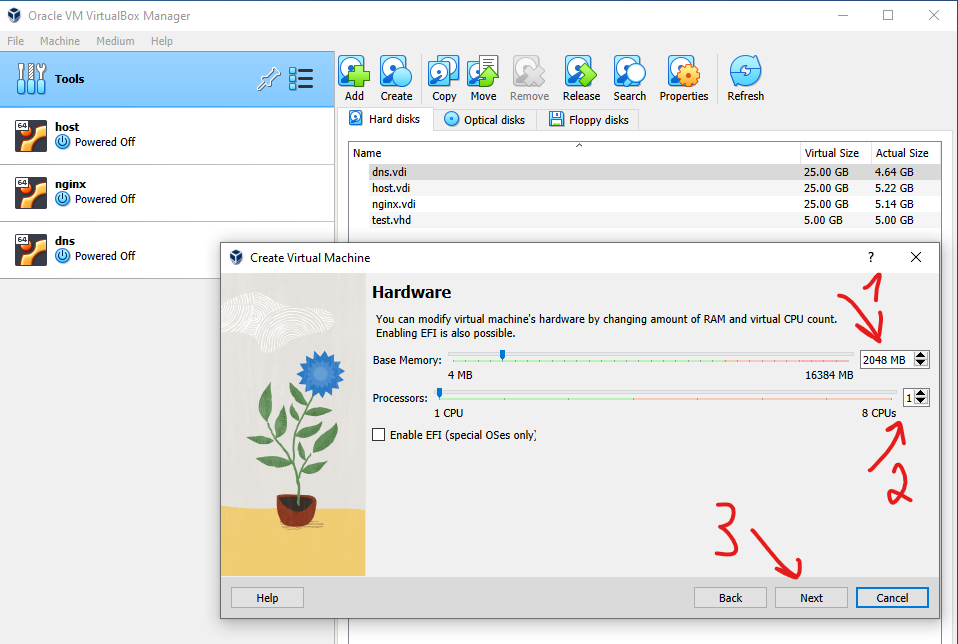 Oracle VM VirtualBox Manager
File Machine Medium Help
Tools
Add Create Copy Move Remove Release Search Properties Refresh
64
host
Powered Off
64
nginx
Powered Off
64
dns
Powered Off
Hard disks Optical disks Floppy disks
Name Virtual Size Actual Size
dns.vdi 25.00 GB 4.64 GB
host.vdi 25.00 GB 5.22 GB
nginx.vdi 25.00 GB 5.14 GB
test.vhd 5.00 GB 5.00 GB
Create Virtual Machine ?
Hardware
1
You can modify virtual machine's hardware by changing amount of RAM and virtual CPU count.
Enabling EFI is also possible.
Base Memory: 2048 MB
4 MB 16384 MB
Processors: 1
1 CPU 8 CPUs
Enable EFI (special OSes only)
2
3
Help Back Next Cancel